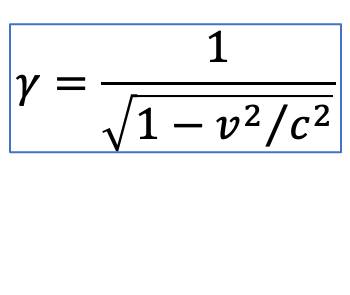 γ = 1 / √(1 − v²/c²)